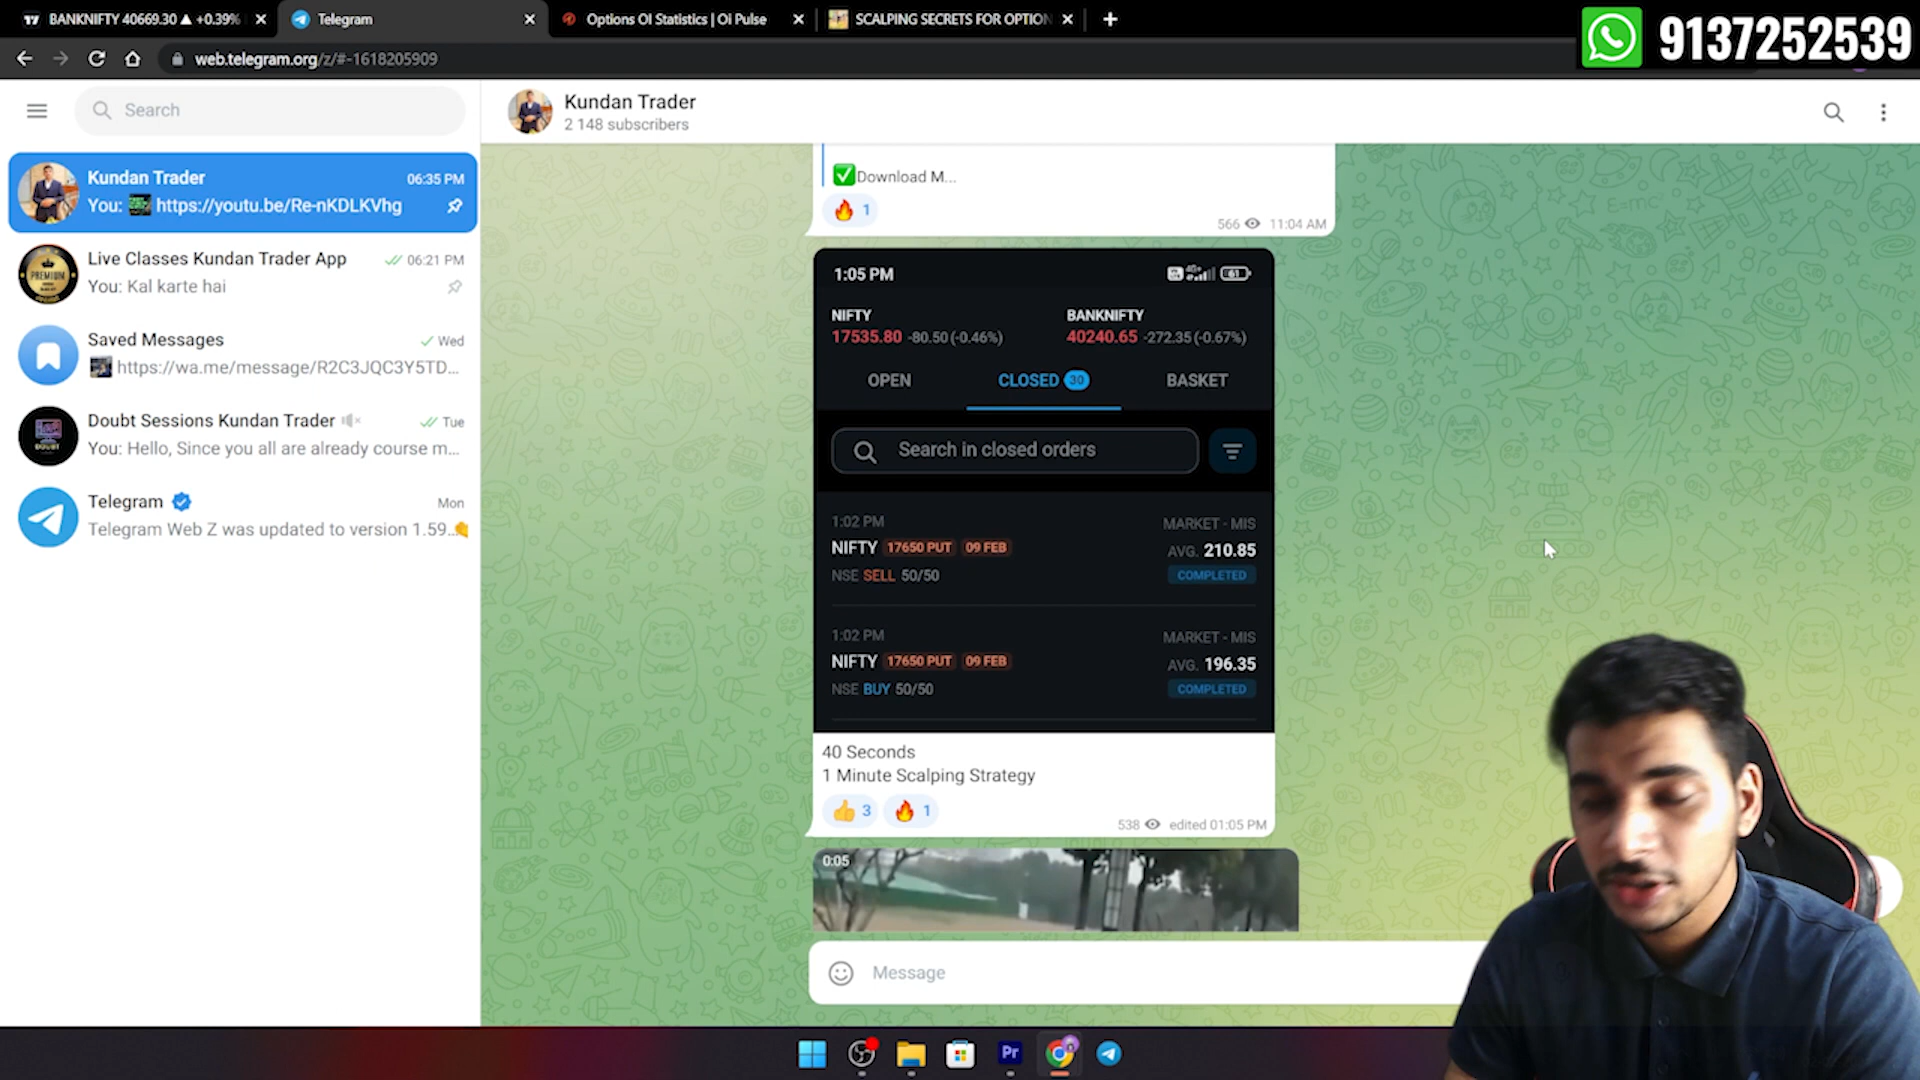 BANKNIFTY 40669.30 ▲ +0.39%
Telegram
Options OI Statistics | Oi Pulse
SCALPING SECRETS FOR OPTION
9137252539
web.telegram.org/z/#-1618205909
Search
Kundan Trader
2 148 subscribers
Kundan Trader 06:35 PM
You: https://youtu.be/Re-nKDLKVhg
Live Classes Kundan Trader App 06:21 PM
You: Kal karte hai
PREMIUM
Saved Messages Wed
https://wa.me/message/R2C3JQC3Y5TD...
Doubt Sessions Kundan Trader Tue
You: Hello, Since you all are already course m...
Telegram Mon
Telegram Web Z was updated to version 1.59...
✅Download M...
🔥 1
566 11:04 AM
1:05 PM
61
NIFTY
17535.80 -80.50 (-0.46%)
BANKNIFTY
40240.65 -272.35 (-0.67%)
OPEN
CLOSED 30
BASKET
Search in closed orders
1:02 PM MARKET - MIS
NIFTY 17650 PUT 09 FEB AVG. 210.85
NSE SELL 50/50 COMPLETED
1:02 PM MARKET - MIS
NIFTY 17650 PUT 09 FEB AVG. 196.35
NSE BUY 50/50 COMPLETED
40 Seconds
1 Minute Scalping Strategy
👍 3 🔥 1
538 edited 01:05 PM
0:05
Message
Pr